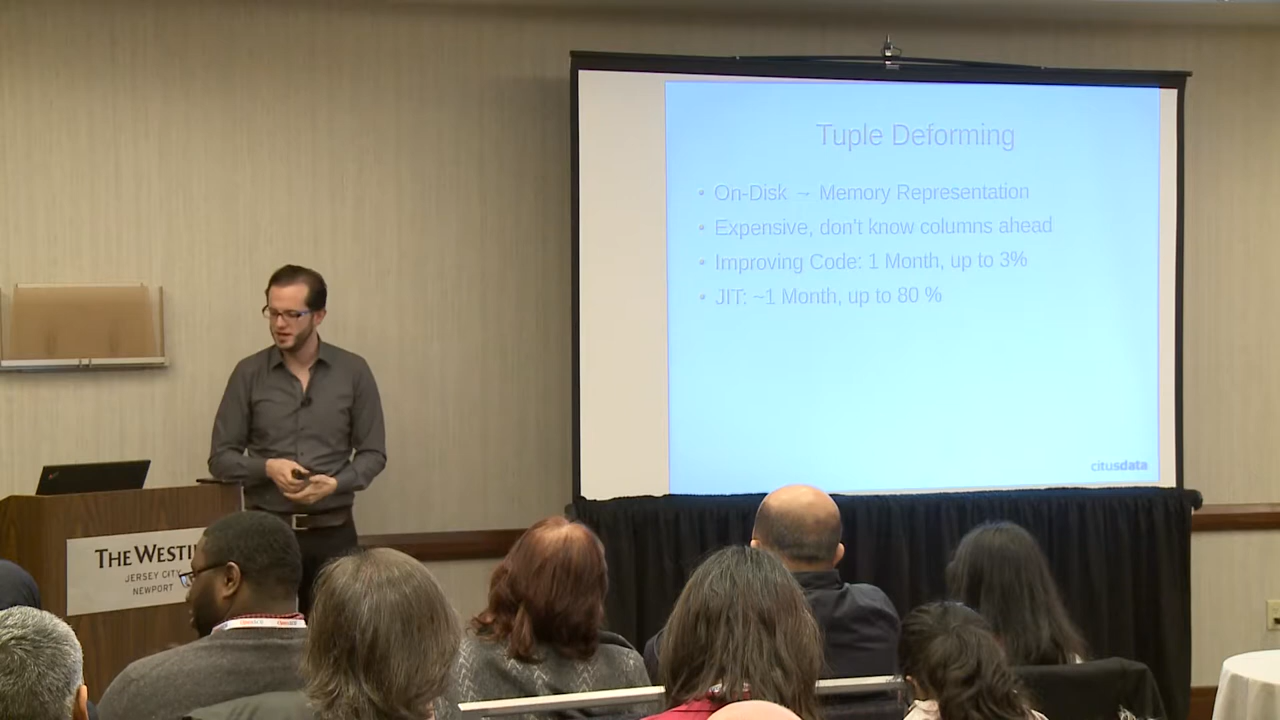 Tuple Deforming
• On-Disk → Memory Representation
• Expensive, don't know columns ahead
• Improving Code: 1 Month, up to 3%
• JIT: ~1 Month, up to 80 %
citusdata
THE WESTI
JERSEY CITY
NEWPORT